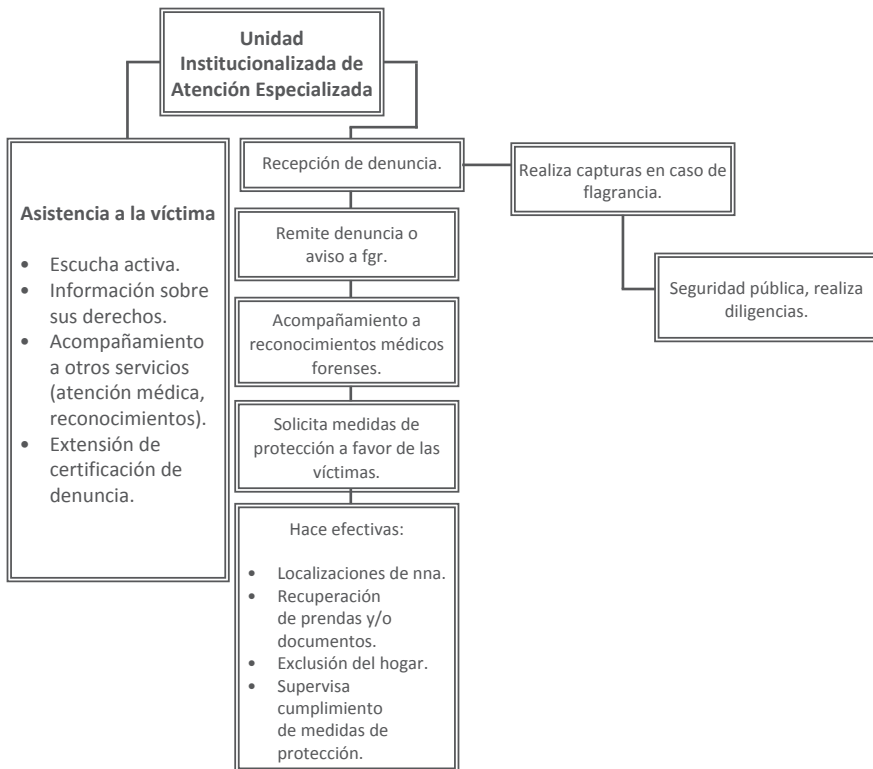 Unidad
Institucionalizada de
Atención Especializada
Asistencia a la víctima
• Escucha activa.
• Información sobre
sus derechos.
• Acompañamiento
a otros servicios
(atención médica,
reconocimientos).
• Extensión de
certificación de
denuncia.
Recepción de denuncia.
Realiza capturas en caso de
flagrancia.
Seguridad pública, realiza
diligencias.
Remite denuncia o
aviso a fgr.
Acompañamiento a
reconocimientos médicos
forenses.
Solicita medidas de
protección a favor de las
víctimas.
Hace efectivas:
• Localizaciones de nna.
• Recuperación
de prendas y/o
documentos.
• Exclusión del hogar.
• Supervisa
cumplimiento
de medidas de
protección.